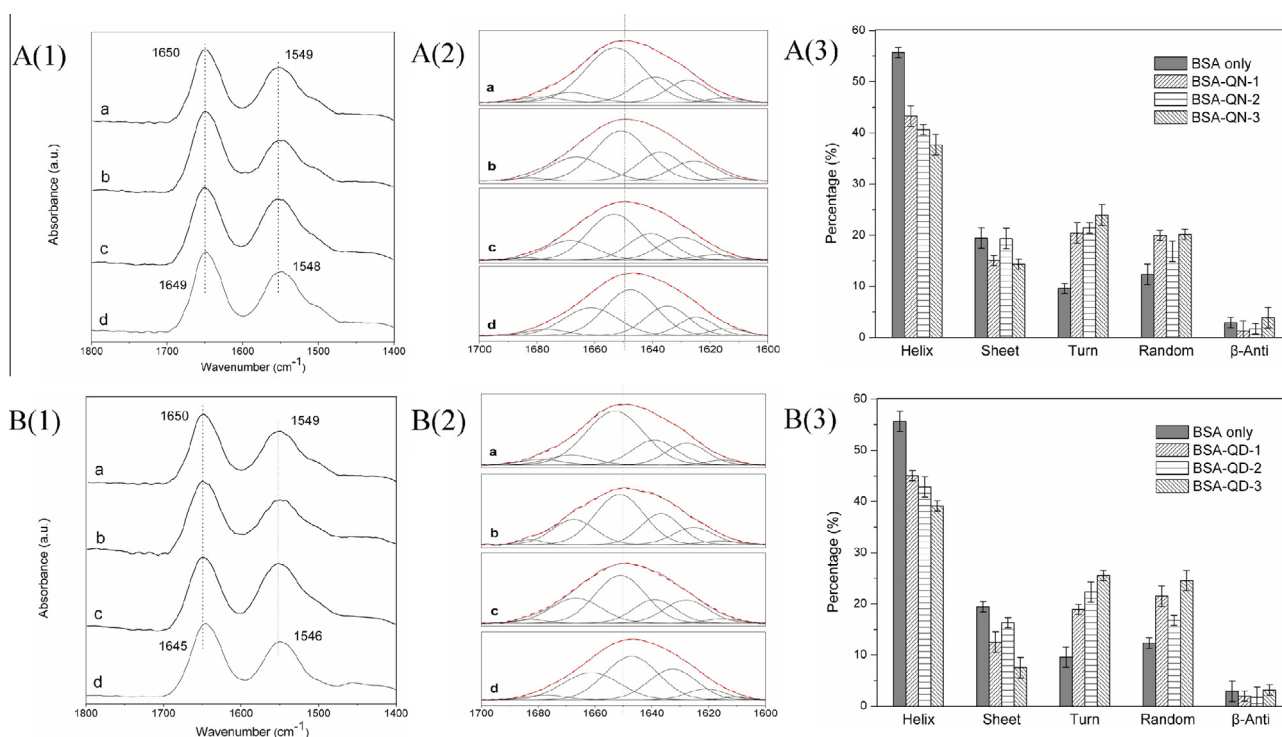 A(1)
1650
1549
a
b
c
1649
1548
d
Absorbance (a.u.)
1800 1700 1600 1500 1400
Wavenumber (cm⁻¹)
A(2)
a
b
c
d
1700 1680 1660 1640 1620 1600
A(3)
60
50
40
30
20
10
0
Percentage (%)
BSA only
BSA-QN-1
BSA-QN-2
BSA-QN-3
Helix Sheet Turn Random β-Anti
B(1)
1650
1549
a
b
c
1645
1546
d
Absorbance (a.u.)
1800 1700 1600 1500 1400
Wavenumber (cm⁻¹)
B(2)
a
b
c
d
1700 1680 1660 1640 1620 1600
B(3)
60
50
40
30
20
10
0
Percentage (%)
BSA only
BSA-QD-1
BSA-QD-2
BSA-QD-3
Helix Sheet Turn Random β-Anti